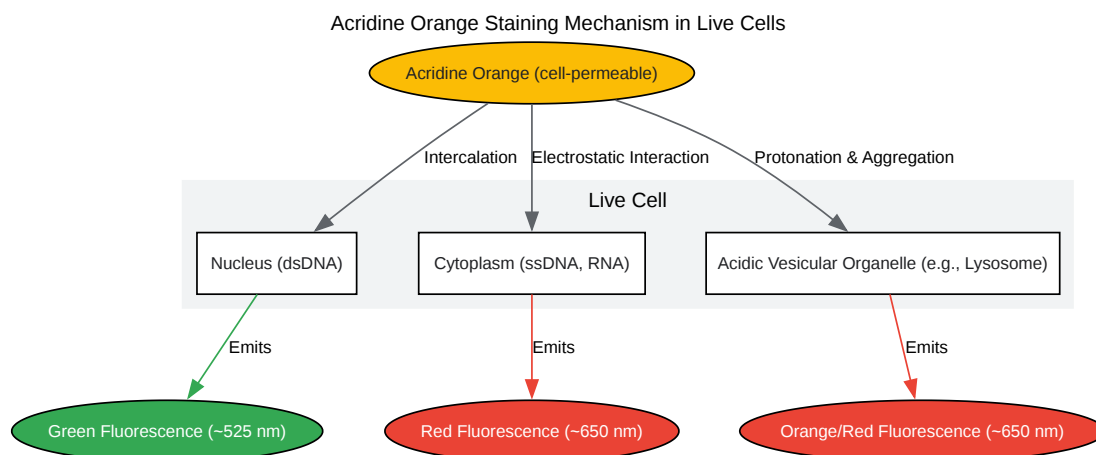 Acridine Orange Staining Mechanism in Live Cells
Acridine Orange (cell-permeable)
Intercalation
Electrostatic Interaction
Protonation & Aggregation
Live Cell
Nucleus (dsDNA)
Cytoplasm (ssDNA, RNA)
Acidic Vesicular Organelle (e.g., Lysosome)
Emits
Emits
Emits
Green Fluorescence (~525 nm)
Red Fluorescence (~650 nm)
Orange/Red Fluorescence (~650 nm)